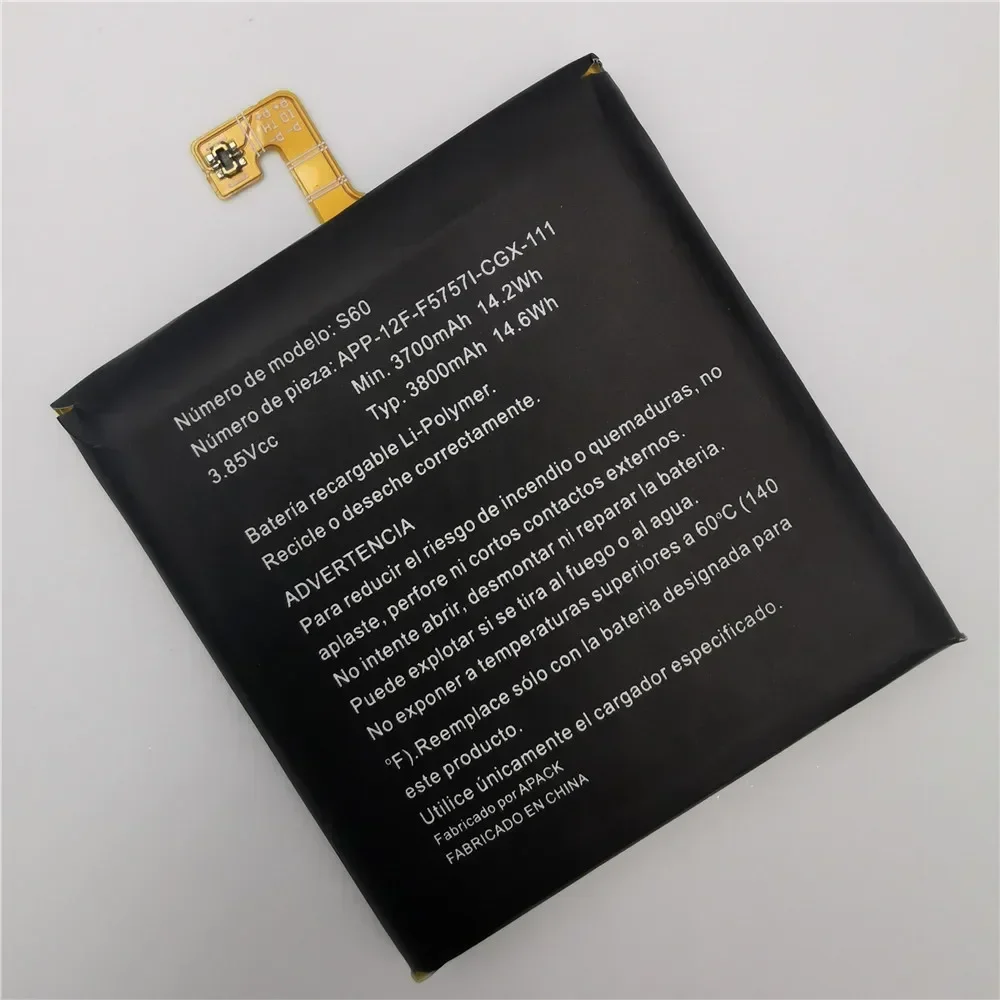 P- P+
ID
TH
P- P+
Número de modelo: S60
Número de pieza: APP-12F-F5757I-CGX-111
3.85Vcc Min. 3700mAh 14.2Wh
Typ. 3800mAh 14.6Wh
Batería recargable Li-Polymer.
Recicle o deseche correctamente.
ADVERTENCIA
Para reducir el riesgo de incendio o quemaduras, no
aplaste, perfore ni cortos contactos externos.
No intente abrir, desmontar ni reparar la bateria.
Puede explotar si se tira al fuego o al agua.
No exponer a temperaturas superiores a 60°C (140
°F).Reemplace sólo con la bateria designada para
este producto.
Utilice únicamente el cargador especificado.
Fabricado por APACK
FABRICADO EN CHINA